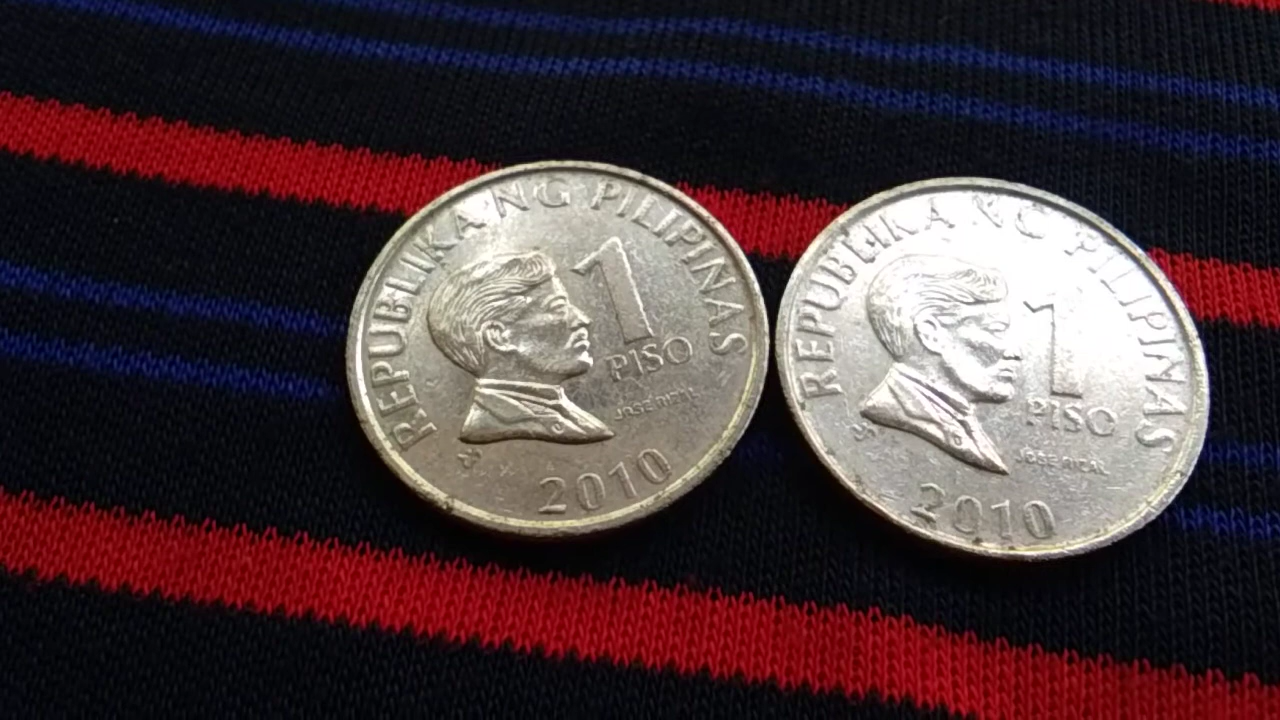 REPUBLIKA NG PILIPINAS
1
PISO
JOSE RIZAL
2010
REPUBLIKA NG PILIPINAS
1
PISO
JOSE RIZAL
2010